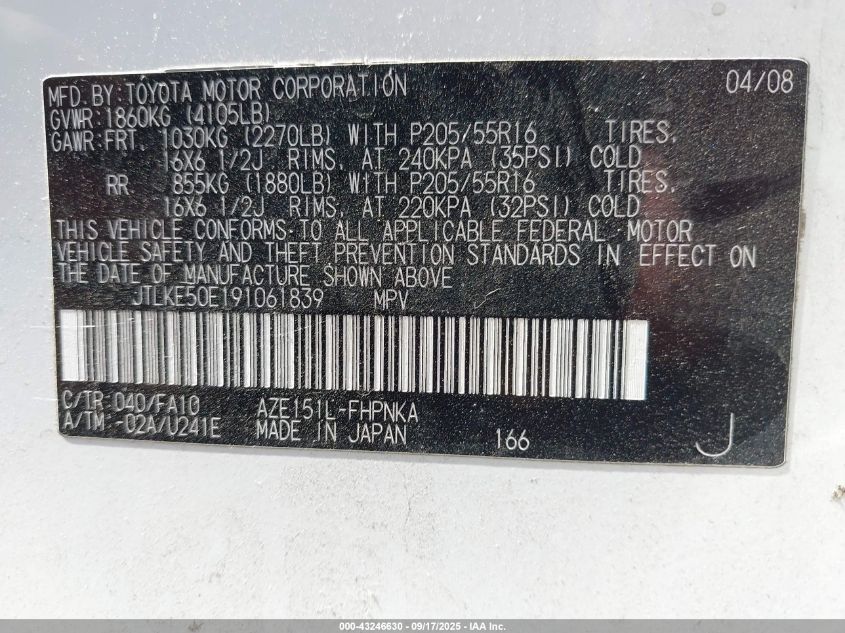 MFD.BY:TOYOTA MOTOR CORPORATION 04/08
GVWR:1860KG (4105LB)
GAWR:FRT. 1030KG (2270LB) WITH P205/55R16 TIRES,
16X6 1/2J RIMS, AT 240KPA (35PSI) COLD
RR 855KG (1880LB) WITH P205/55R16 TIRES,
16X6 1/2J RIMS, AT 220KPA (32PSI) COLD
THIS VEHICLE CONFORMS TO ALL APPLICABLE FEDERAL MOTOR
VEHICLE SAFETY AND THEFT PREVENTION STANDARDS IN EFFECT ON
THE DATE OF MANUFACTURE SHOWN ABOVE.
JTLKE50E191061839 MPV
C/TR 040/FA10 AZE151L-FHPNKA
A/TM -02A/U241E MADE IN JAPAN 166 J
000-43246630 - 09/17/2025 - IAA Inc.